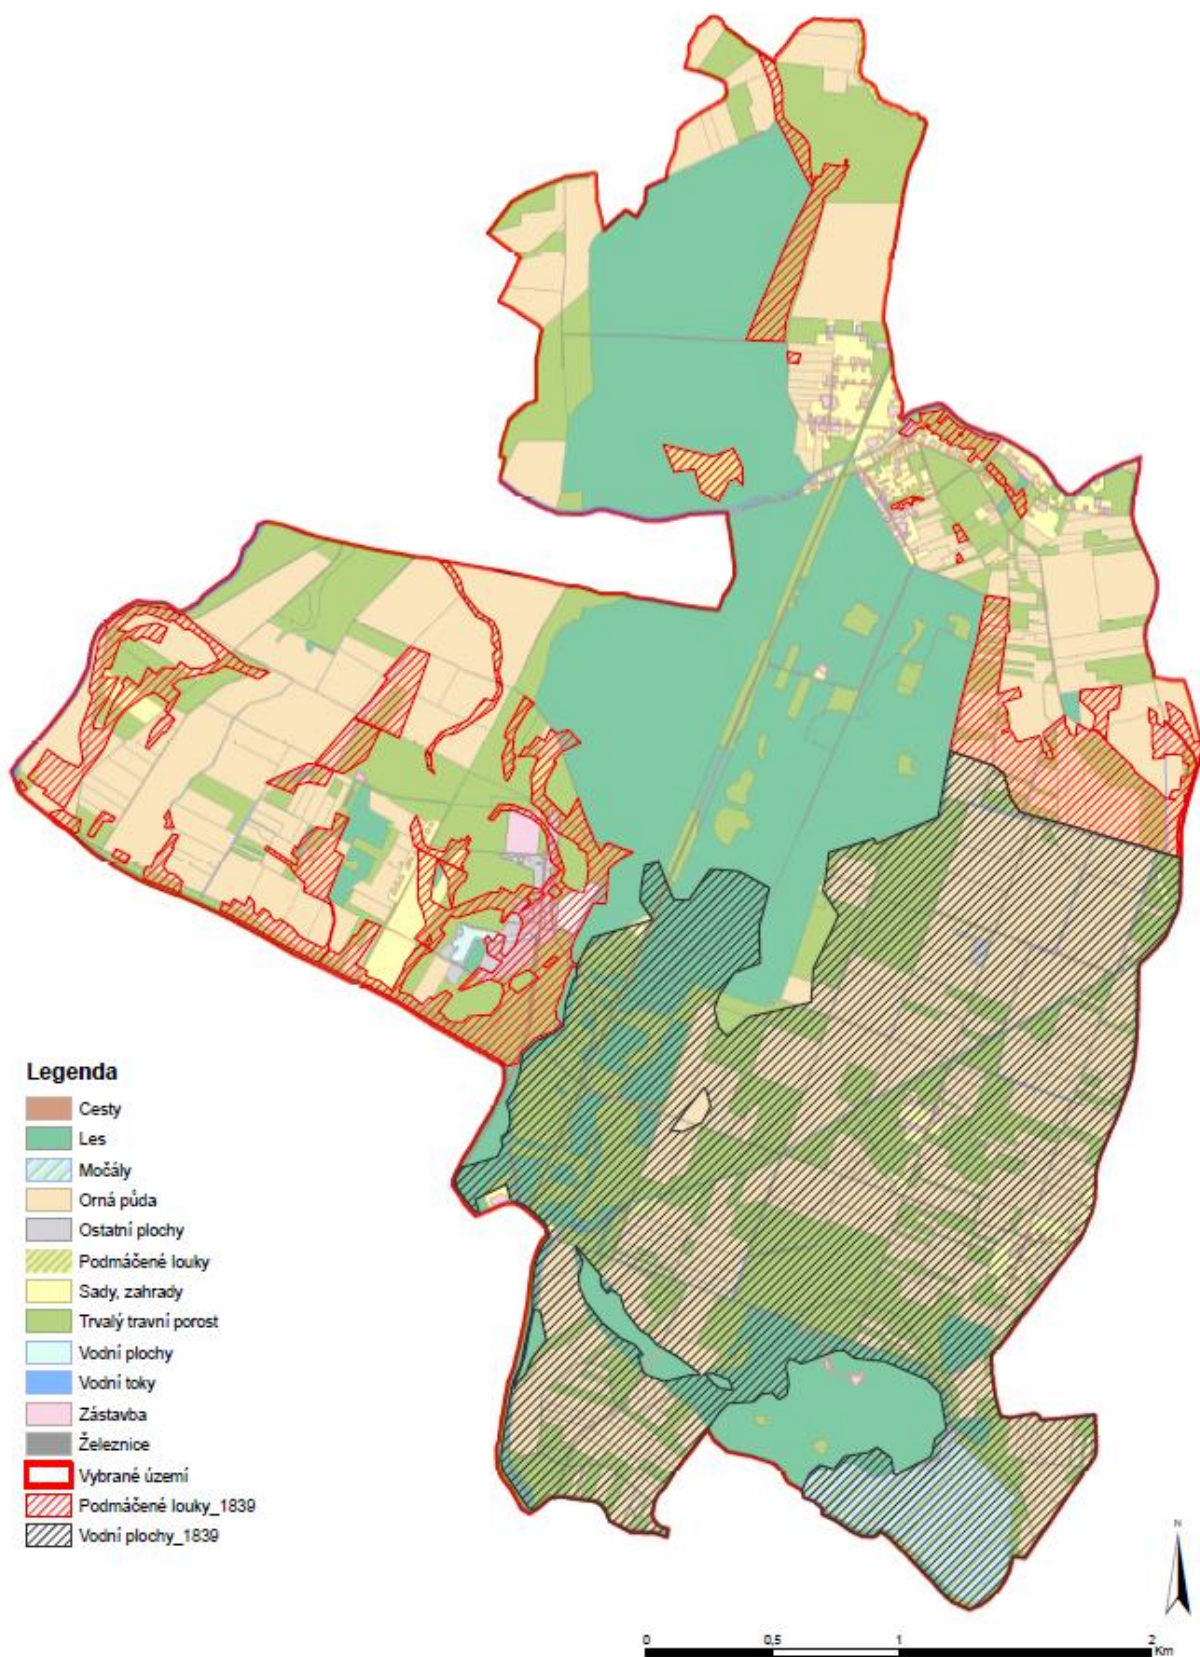 Legenda
Cesty
Les
Močály
Orná půda
Ostatní plochy
Podmáčené louky
Sady, zahrady
Trvalý travní porost
Vodní plochy
Vodní toky
Zástavba
Železnice
Vybrané území
Podmáčené louky_1839
Vodní plochy_1839
N
0 0,5 1 2
Km